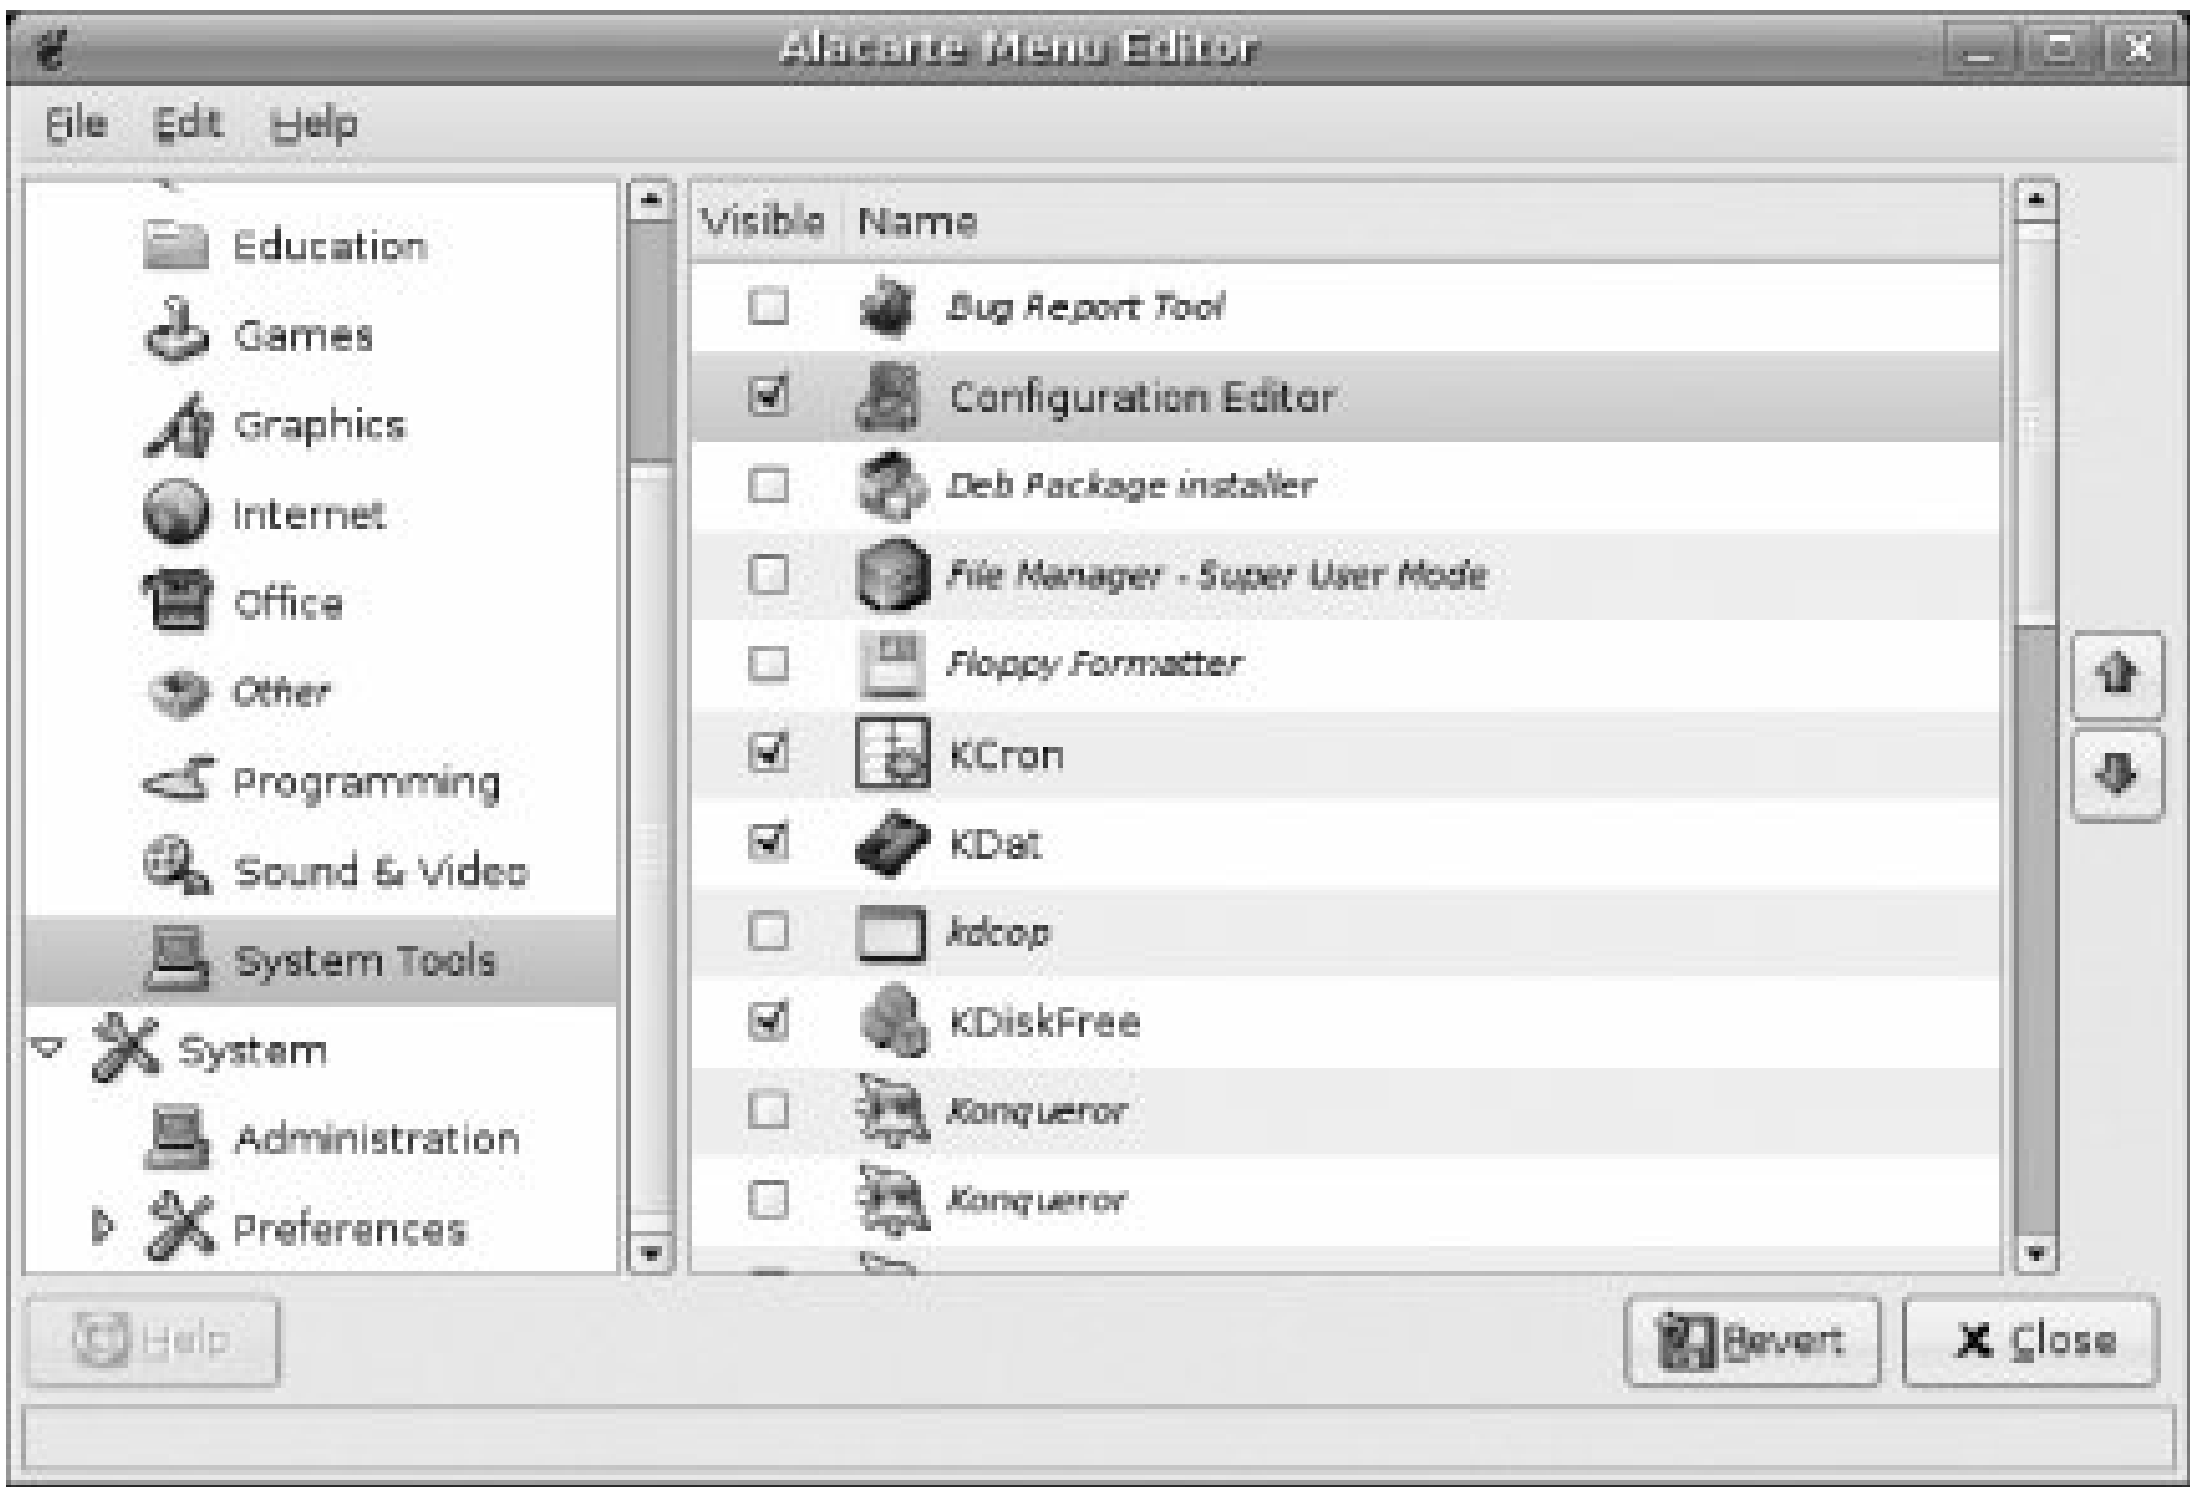 Alacarte Menu Editor
File Edit Help
Education
Games
Graphics
Internet
Office
Other
Programming
Sound & Video
System Tools
System
Administration
Preferences
Visible Name
Bug Report Tool
Configuration Editor
Deb Package installer
File Manager - Super User Mode
Floppy Formatter
KCron
KDat
kdcop
KDiskFree
Konqueror
Konqueror
Help Revert Close